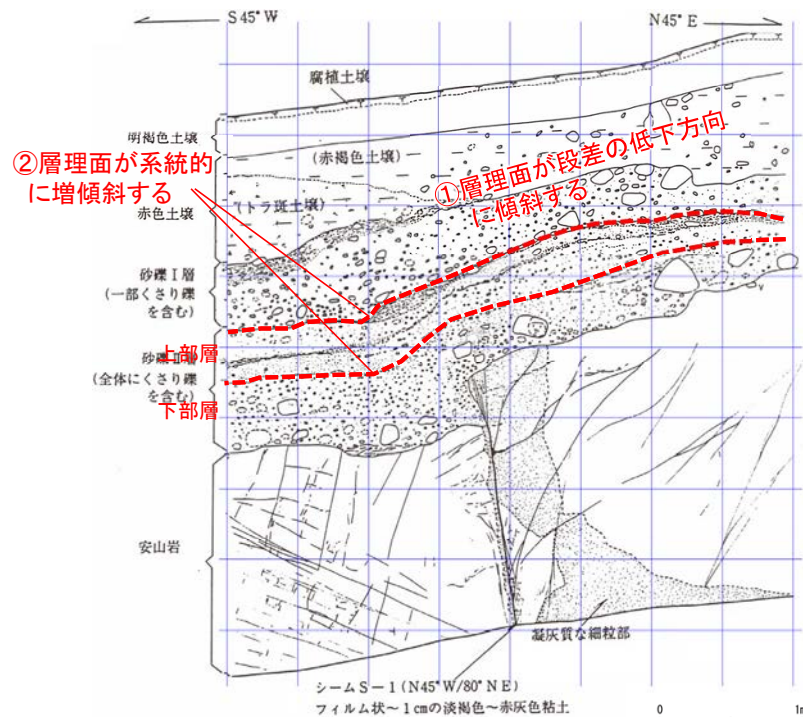 S45°W
N45°E
腐植土壌
明褐色土壌
(赤褐色土壌)
①層理面が段差の低下方向
に傾斜する
②層理面が系統的
に増傾斜する
(トラ斑土壌)
赤色土壌
砂礫Ⅰ層
(一部くさり礫
を含む)
上部層
砂礫Ⅱ層
(全体にくさり礫
を含む)
下部層
安山岩
凝灰質な細粒部
シームS-1(N45°W/80°NE)
フィルム状~1㎝の淡褐色~赤灰色粘土
0
1m